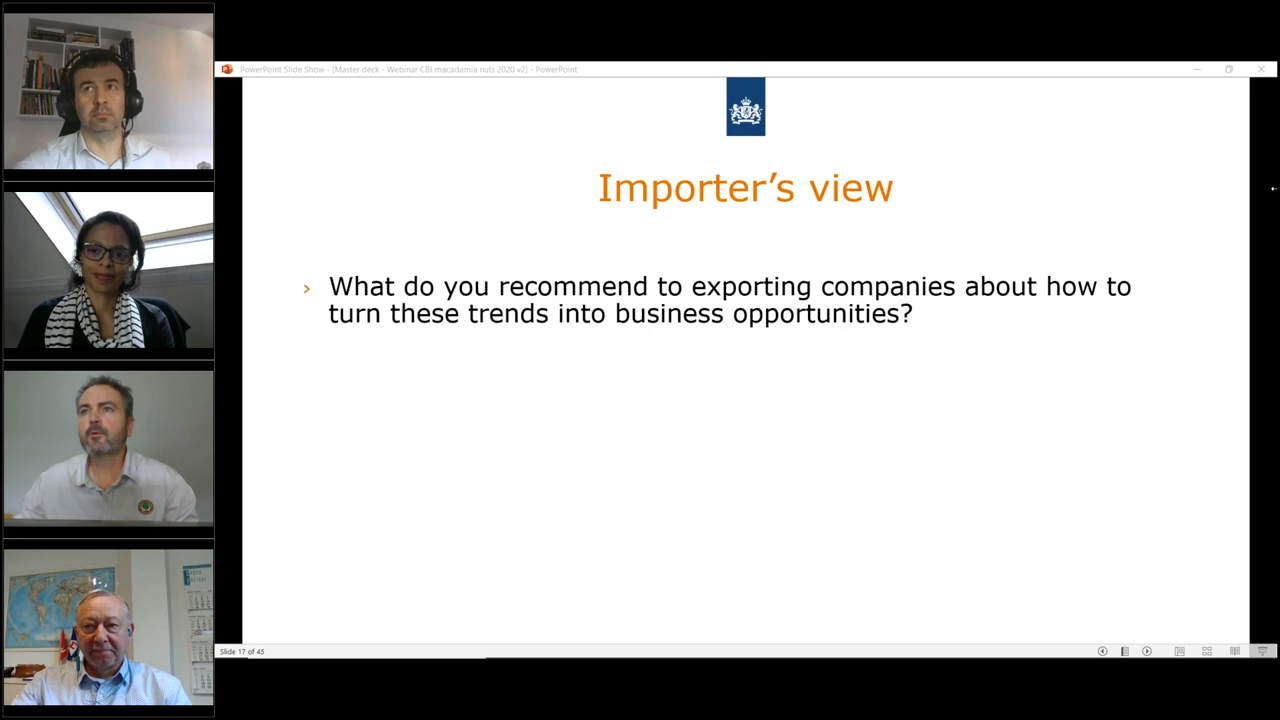 PowerPoint Slide Show - [Master deck - Webinar CBI macadamia nuts 2020 v2] - PowerPoint
Importer's view
› What do you recommend to exporting companies about how to
turn these trends into business opportunities?
Slide 17 of 45